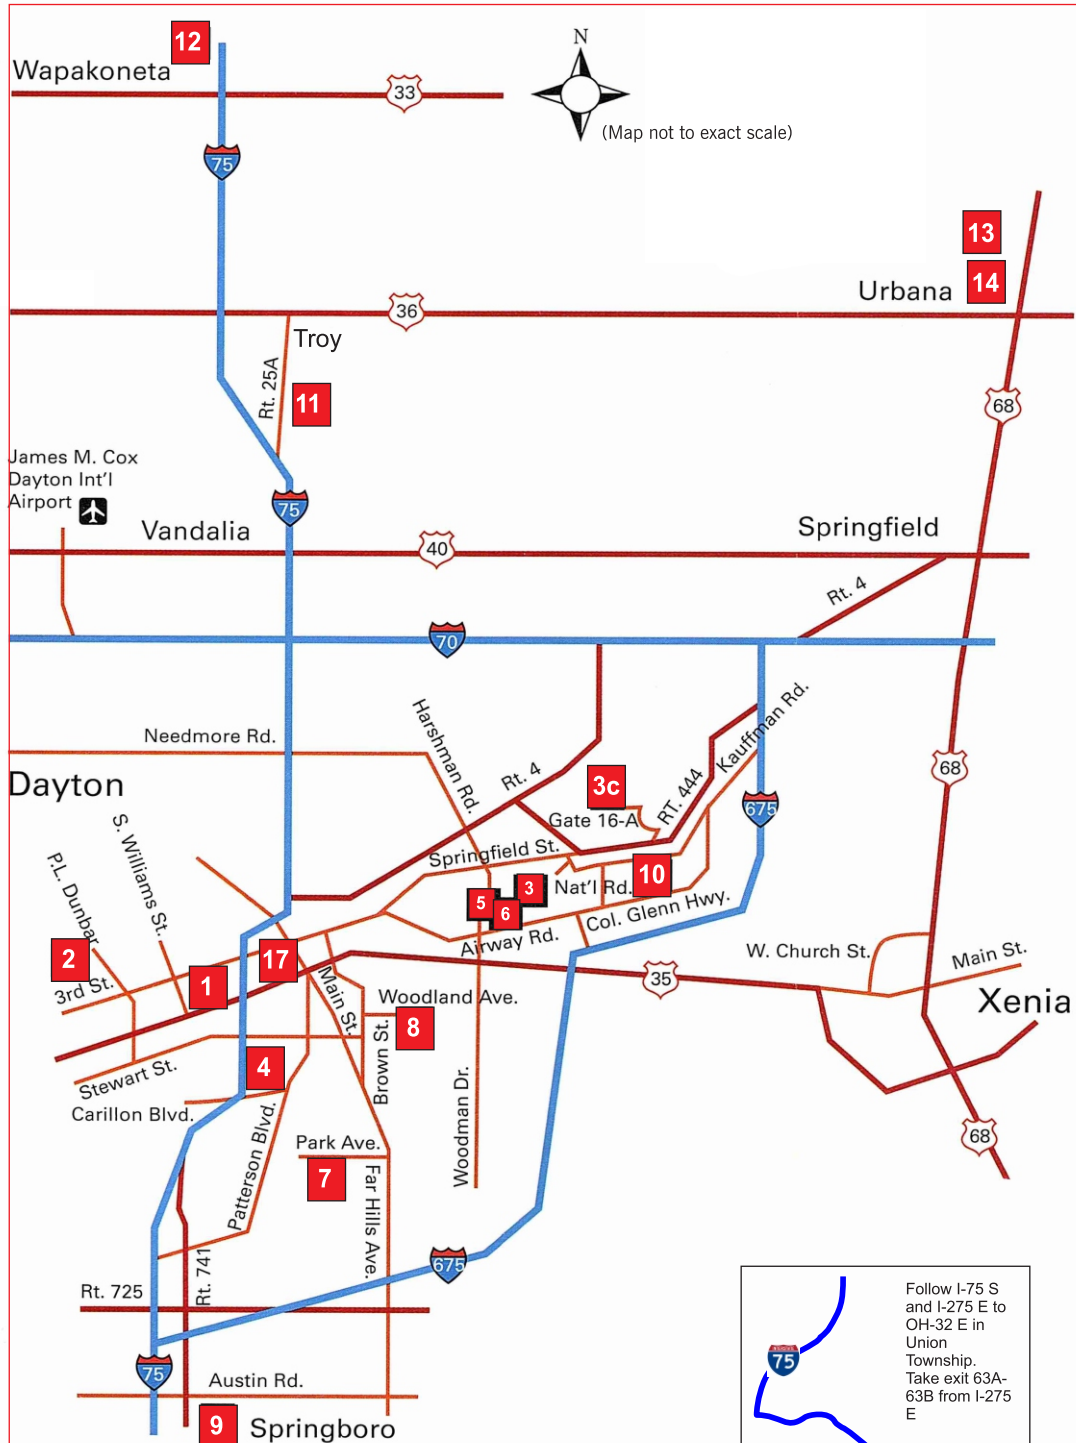 12
Wapakoneta
33
N
(Map not to exact scale)
75
13
14
Urbana
36
Troy
Rt. 25A
11
68
James M. Cox
Dayton Int'l
Airport
75
Vandalia
40
Springfield
Rt. 4
70
Needmore Rd.
Harshman Rd.
Kauffman Rd.
68
Dayton
Rt. 4
3c
RT. 444
Gate 16-A
675
S. Williams St.
P.L. Dunbar
Springfield St.
10
3
Nat'l Rd.
5
6
Col. Glenn Hwy.
Airway Rd.
2
3rd St.
1
17
35
W. Church St.
Main St.
Xenia
Main St.
Woodland Ave.
8
Brown St.
Stewart St.
4
Carillon Blvd.
Patterson Blvd.
Woodman Dr.
68
Park Ave.
7
Far Hills Ave.
Rt. 741
675
Rt. 725
75
Austin Rd.
9
Springboro
75
Follow I-75 S
and I-275 E to
OH-32 E in
Union
Township.
Take exit 63A-
63B from I-275
E